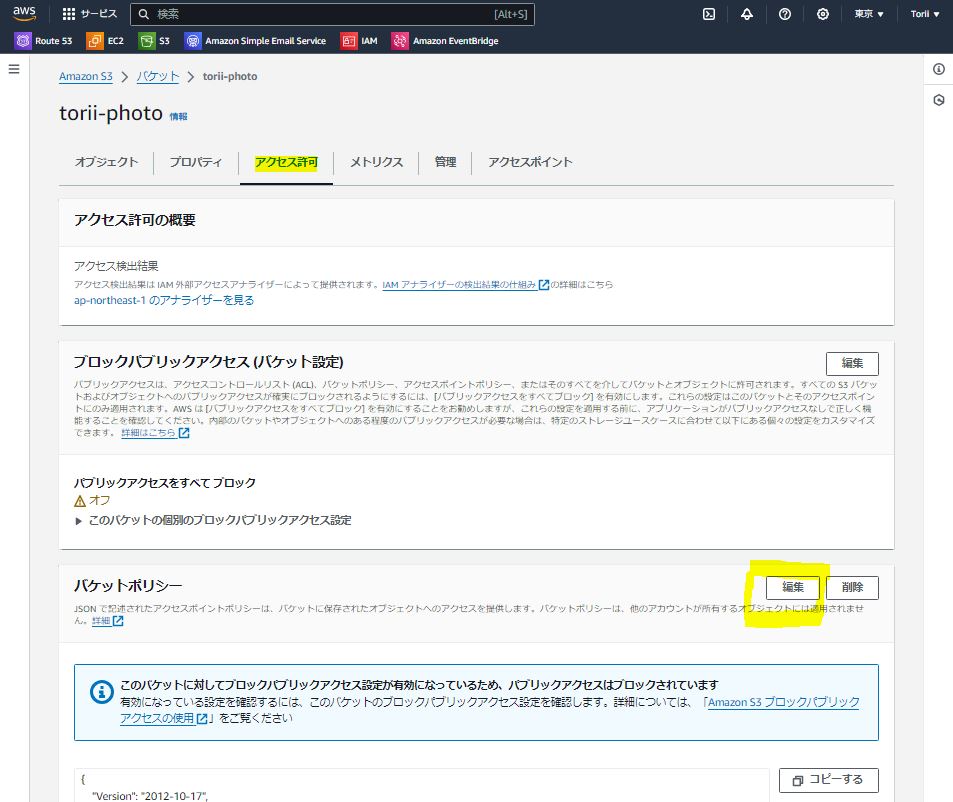 aws
サービス
検索
[Alt+S]
東京 ▼
Torii ▼
Route 53
EC2
S3
Amazon Simple Email Service
IAM
Amazon EventBridge
Amazon S3 > バケット > torii-photo
torii-photo 情報
オブジェクト
プロパティ
アクセス許可
メトリクス
管理
アクセスポイント
アクセス許可の概要
アクセス検出結果
アクセス検出結果は IAM 外部アクセスアナライザーによって提供されます。IAM アナライザーの検出結果の仕組み の詳細はこちら
ap-northeast-1 のアナライザーを見る
ブロックパブリックアクセス (バケット設定)
編集
パブリックアクセスは、アクセスコントロールリスト (ACL)、バケットポリシー、アクセスポイントポリシー、またはそのすべてを介してバケットとオブジェクトに許可されます。すべての S3 バケッ
トおよびオブジェクトへのパブリックアクセスが確実にブロックされるようにするには、[パブリックアクセスをすべてブロック] を有効にします。これらの設定はこのバケットとそのアクセスポイ
ントにのみ適用されます。AWS は [パブリックアクセスをすべてブロック] を有効にすることをお勧めしますが、これらの設定を適用する前に、アプリケーションがパブリックアクセスなしで正しく機
能することを確認してください。内部のバケットやオブジェクトへのある程度のパブリックアクセスが必要な場合は、特定のストレージユースケースに合わせて以下にある個々の設定をカスタマイズ
できます。 詳細はこちら
パブリックアクセスをすべて ブロック
オフ
このバケットの個別のブロックパブリックアクセス設定
バケットポリシー
編集
削除
JSON で記述されたアクセスポイントポリシーは、バケットに保存されたオブジェクトへのアクセスを提供します。バケットポリシーは、他のアカウントが所有するオブジェクトには適用されませ
ん。詳細
このバケットに対してブロックパブリックアクセス設定が有効になっているため、パブリックアクセスはブロックされています
有効になっている設定を確認するには、このバケットのブロックパブリックアクセス設定を確認します。詳細については、「Amazon S3 ブロックパブリック
アクセスの使用」をご覧ください
{
コピーする
"Version": "2012-10-17",